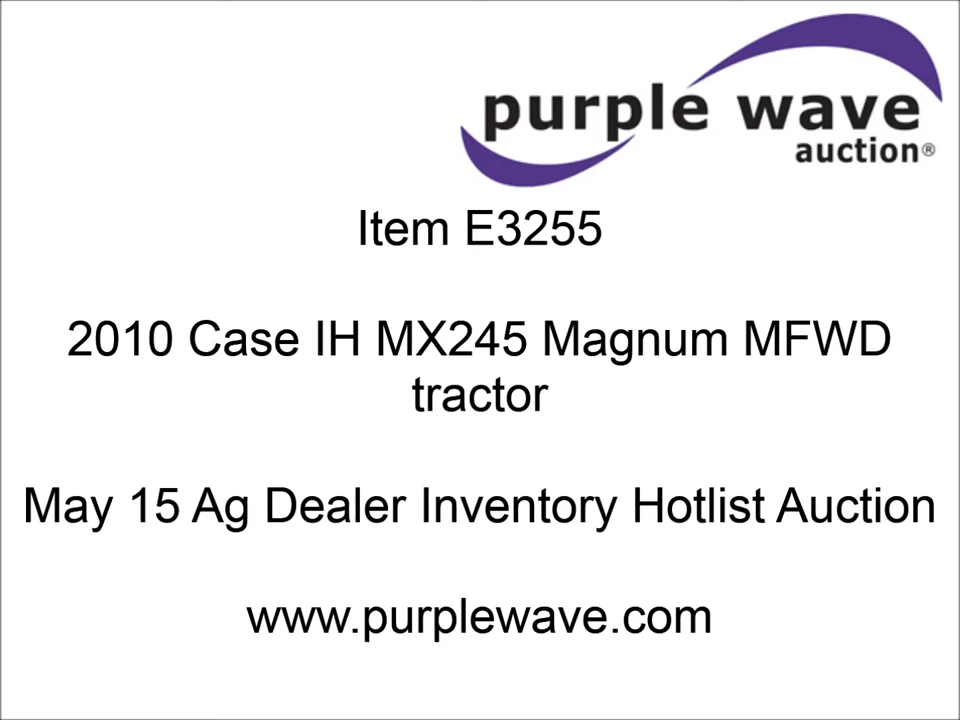 purple wave
auction®
Item E3255
2010 Case IH MX245 Magnum MFWD
tractor
May 15 Ag Dealer Inventory Hotlist Auction
www.purplewave.com